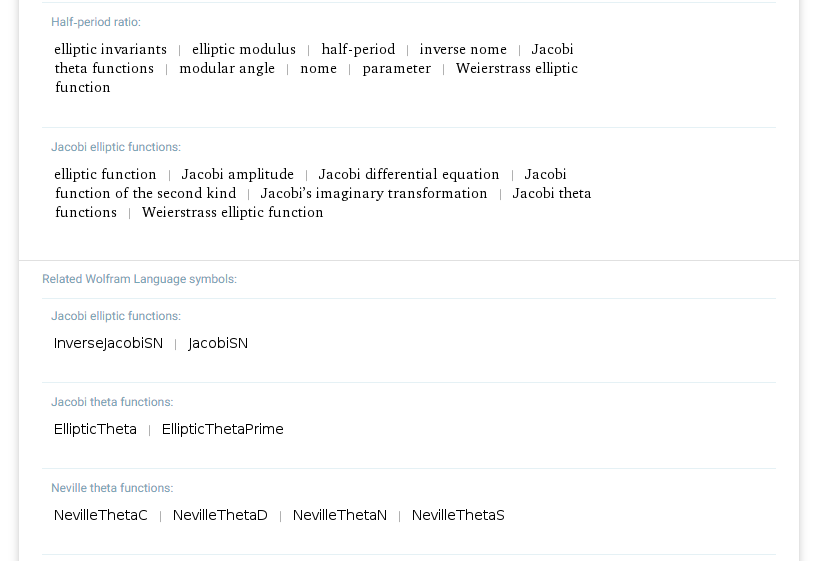 Half-period ratio:
elliptic invariants | elliptic modulus | half-period | inverse nome | Jacobi
theta functions | modular angle | nome | parameter | Weierstrass elliptic
function
Jacobi elliptic functions:
elliptic function | Jacobi amplitude | Jacobi differential equation | Jacobi
function of the second kind | Jacobi's imaginary transformation | Jacobi theta
functions | Weierstrass elliptic function
Related Wolfram Language symbols:
Jacobi elliptic functions:
InverseJacobiSN | JacobiSN
Jacobi theta functions:
EllipticTheta | EllipticThetaPrime
Neville theta functions:
NevilleThetaC | NevilleThetaD | NevilleThetaN | NevilleThetaS